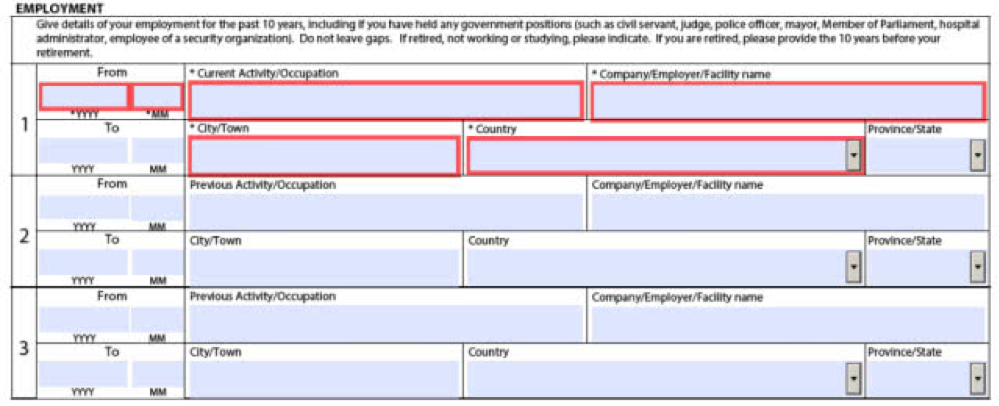 EMPLOYMENT
Give details of your employment for the past 10 years, including if you have held any government positions (such as civil servant, judge, police officer, mayor, Member of Parliament, hospital
administrator, employee of a security organization). Do not leave gaps. If retired, not working or studying, please indicate. If you are retired, please provide the 10 years before your
retirement.
1
From
* Current Activity/Occupation
* Company/Employer/Facility name
*YYYY
*MM
To
* City/Town
* Country
Province/State
YYYY
MM
2
From
Previous Activity/Occupation
Company/Employer/Facility name
YYYY
MM
To
City/Town
Country
Province/State
YYYY
MM
3
From
Previous Activity/Occupation
Company/Employer/Facility name
YYYY
MM
To
City/Town
Country
Province/State
YYYY
MM